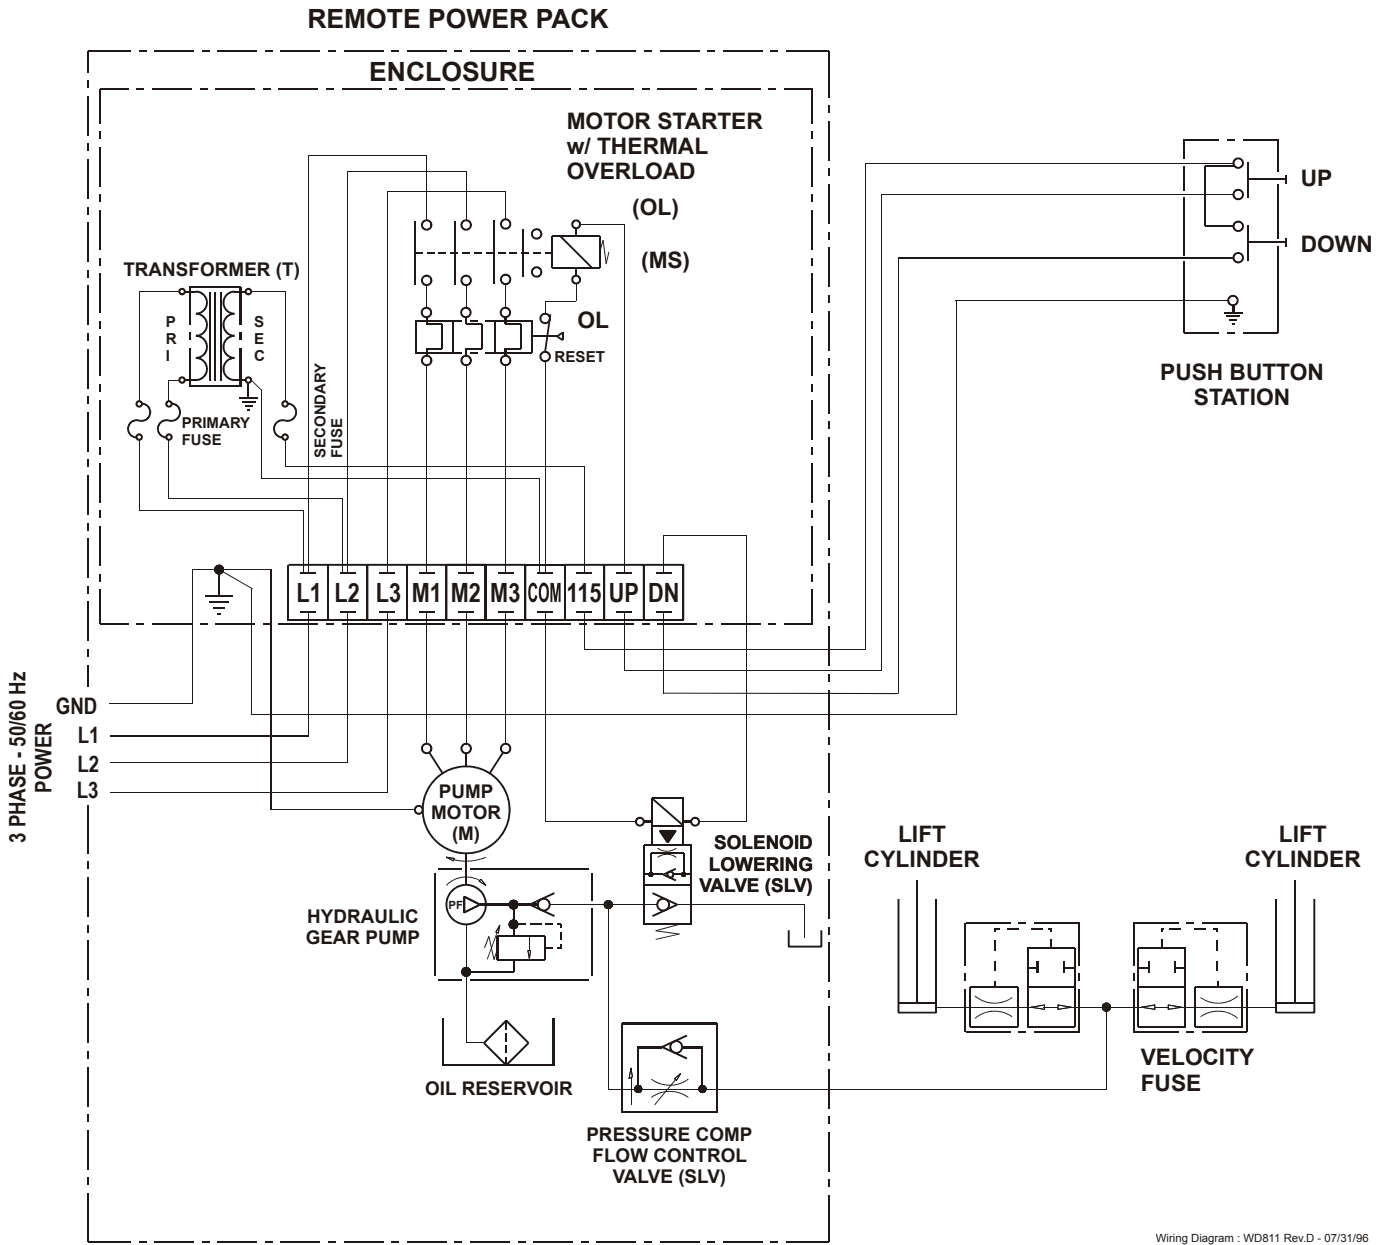 REMOTE POWER PACK
ENCLOSURE
MOTOR STARTER
w/ THERMAL
OVERLOAD
(OL)
(MS)
UP
DOWN
TRANSFORMER (T)
PRI
SEC
OL
RESET
PRIMARY
FUSE
SECONDARY
FUSE
PUSH BUTTON
STATION
L1 L2 L3 M1 M2 M3 COM 115 UP DN
3 PHASE - 50/60 Hz
POWER
GND
L1
L2
L3
PUMP
MOTOR
(M)
SOLENOID
LOWERING
VALVE (SLV)
LIFT
CYLINDER
LIFT
CYLINDER
PF
HYDRAULIC
GEAR PUMP
OIL RESERVOIR
VELOCITY
FUSE
PRESSURE COMP
FLOW CONTROL
VALVE (SLV)
Wiring Diagram : WD811 Rev.D - 07/31/96